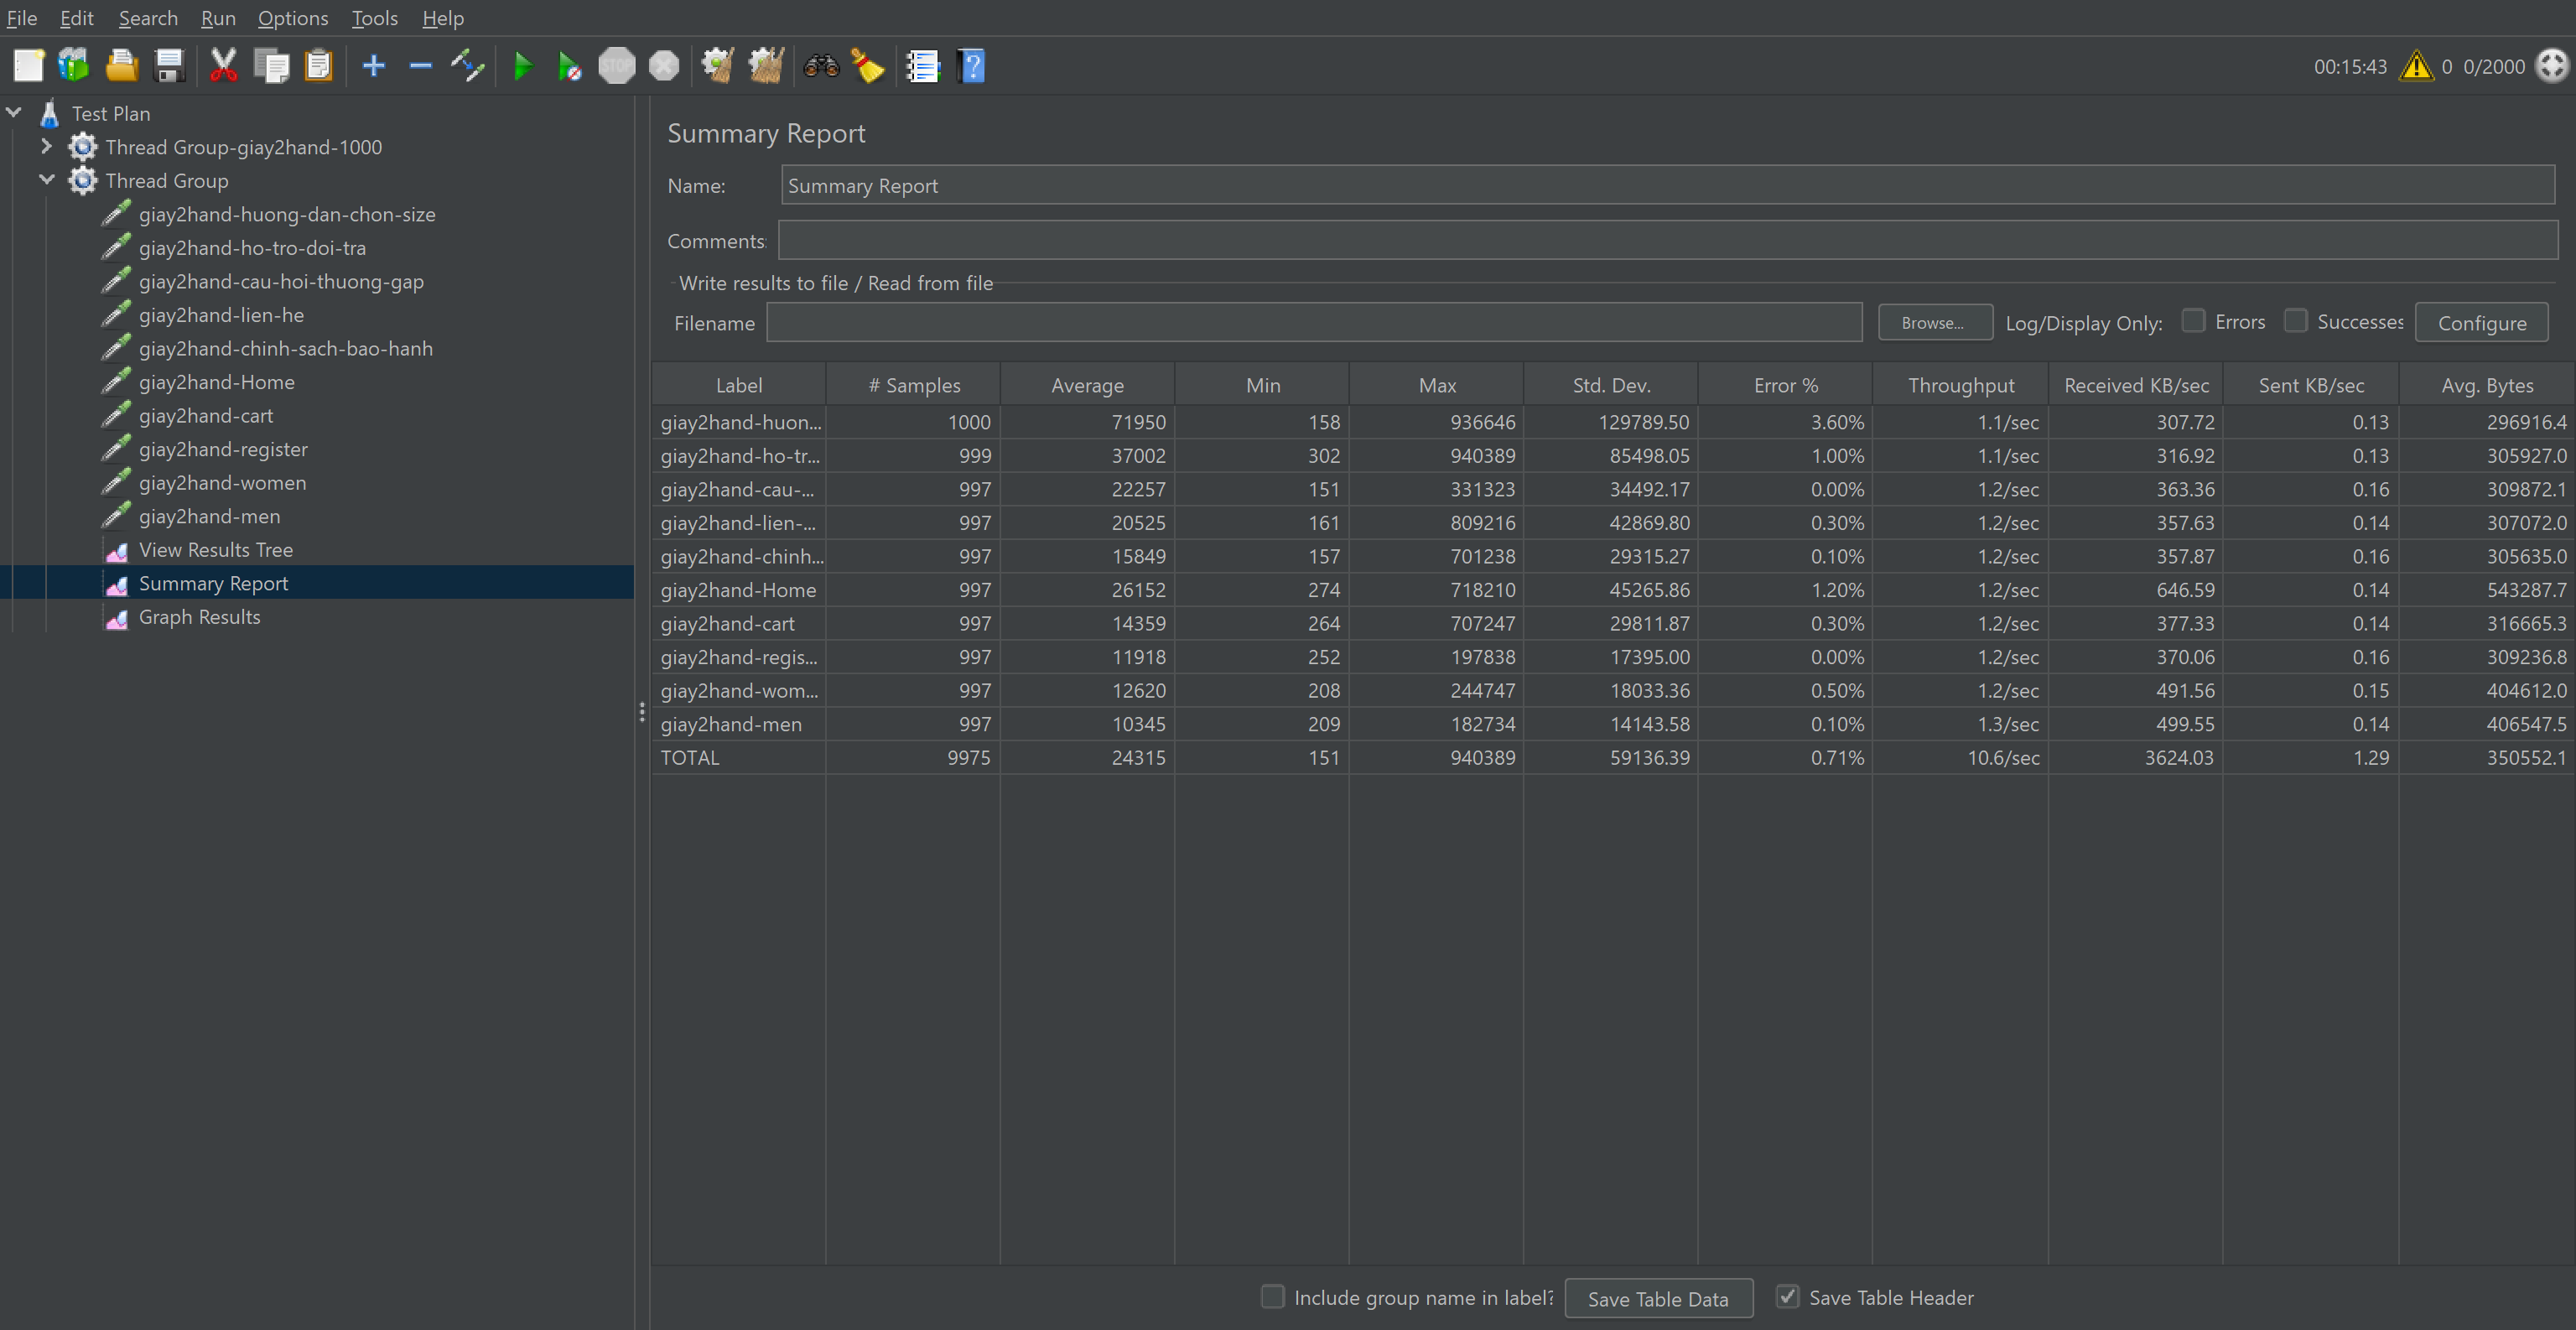 File Edit Search Run Options Tools Help
STOP
00:15:43 0 0/2000
Test Plan
Thread Group-giay2hand-1000
Thread Group
giay2hand-huong-dan-chon-size
giay2hand-ho-tro-doi-tra
giay2hand-cau-hoi-thuong-gap
giay2hand-lien-he
giay2hand-chinh-sach-bao-hanh
giay2hand-Home
giay2hand-cart
giay2hand-register
giay2hand-women
giay2hand-men
View Results Tree
Summary Report
Graph Results
Summary Report
Name: Summary Report
Comments:
Write results to file / Read from file
Filename Browse... Log/Display Only: Errors Successes Configure
Label # Samples Average Min Max Std. Dev. Error % Throughput Received KB/sec Sent KB/sec Avg. Bytes
giay2hand-huon... 1000 71950 158 936646 129789.50 3.60% 1.1/sec 307.72 0.13 296916.4
giay2hand-ho-tr... 999 37002 302 940389 85498.05 1.00% 1.1/sec 316.92 0.13 305927.0
giay2hand-cau-... 997 22257 151 331323 34492.17 0.00% 1.2/sec 363.36 0.16 309872.1
giay2hand-lien-... 997 20525 161 809216 42869.80 0.30% 1.2/sec 357.63 0.14 307072.0
giay2hand-chinh... 997 15849 157 701238 29315.27 0.10% 1.2/sec 357.87 0.16 305635.0
giay2hand-Home 997 26152 274 718210 45265.86 1.20% 1.2/sec 646.59 0.14 543287.7
giay2hand-cart 997 14359 264 707247 29811.87 0.30% 1.2/sec 377.33 0.14 316665.3
giay2hand-regis... 997 11918 252 197838 17395.00 0.00% 1.2/sec 370.06 0.16 309236.8
giay2hand-wom... 997 12620 208 244747 18033.36 0.50% 1.2/sec 491.56 0.15 404612.0
giay2hand-men 997 10345 209 182734 14143.58 0.10% 1.3/sec 499.55 0.14 406547.5
TOTAL 9975 24315 151 940389 59136.39 0.71% 10.6/sec 3624.03 1.29 350552.1
Include group name in label? Save Table Data Save Table Header